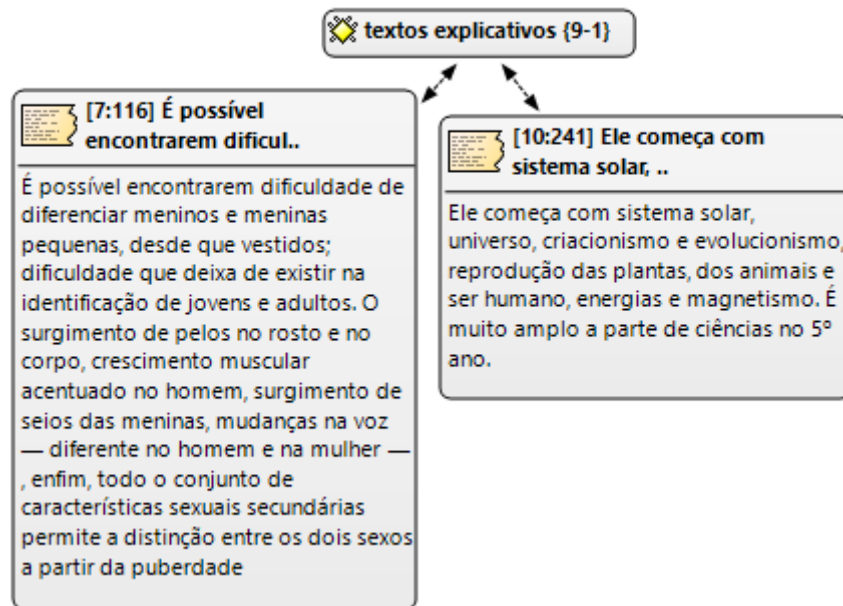 textos explicativos {9-1}
[7:116] É possível
encontrarem dificul..
É possível encontrarem dificuldade de
diferenciar meninos e meninas
pequenas, desde que vestidos;
dificuldade que deixa de existir na
identificação de jovens e adultos. O
surgimento de pelos no rosto e no
corpo, crescimento muscular
acentuado no homem, surgimento de
seios das meninas, mudanças na voz
— diferente no homem e na mulher —
, enfim, todo o conjunto de
características sexuais secundárias
permite a distinção entre os dois sexos
a partir da puberdade
[10:241] Ele começa com
sistema solar, ..
Ele começa com sistema solar,
universo, criacionismo e evolucionismo,
reprodução das plantas, dos animais e
ser humano, energias e magnetismo. É
muito amplo a parte de ciências no 5º
ano.